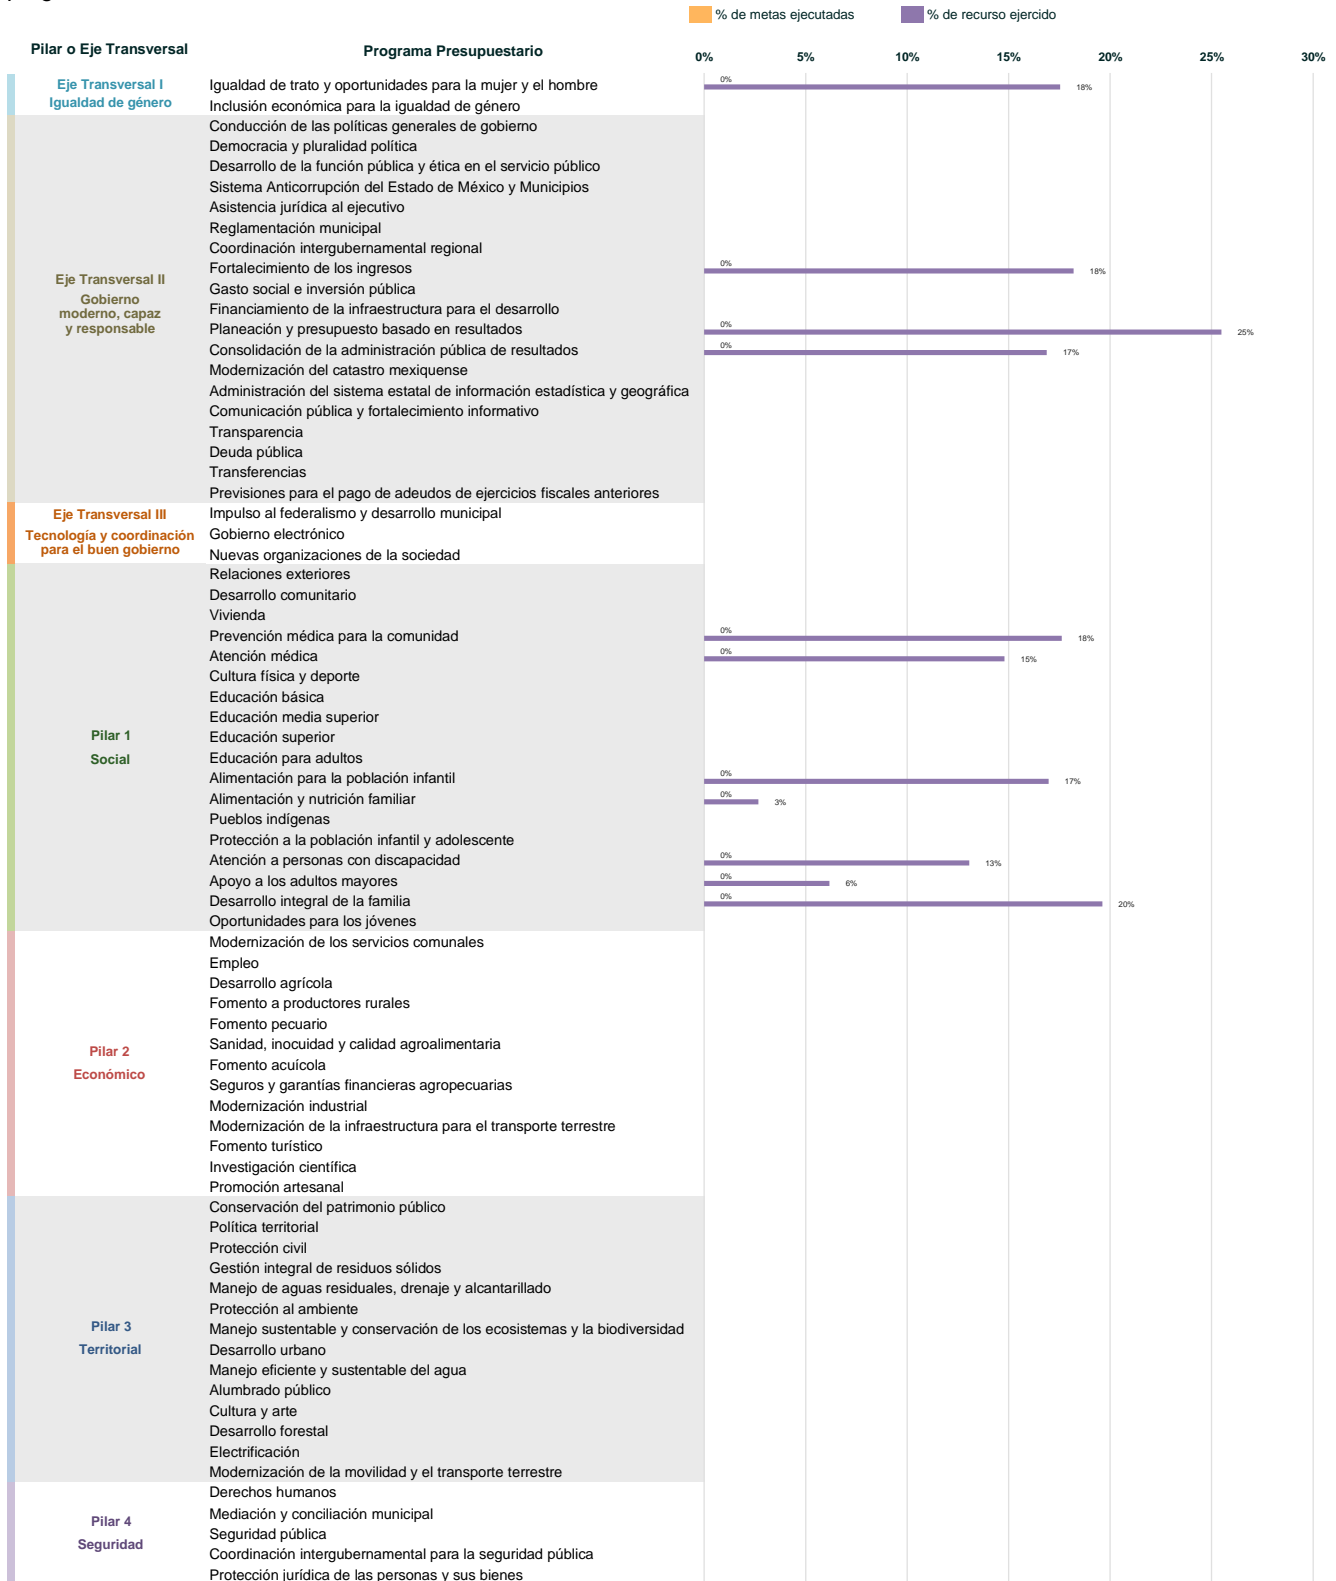 % de metas ejecutadas % de recurso ejercido
Pilar o Eje Transversal Programa Presupuestario 0% 5% 10% 15% 20% 25% 30%
Eje Transversal I
Igualdad de género
Igualdad de trato y oportunidades para la mujer y el hombre 0% 18%
Inclusión económica para la igualdad de género
Eje Transversal II
Gobierno
moderno, capaz
y responsable
Conducción de las políticas generales de gobierno
Democracia y pluralidad política
Desarrollo de la función pública y ética en el servicio público
Sistema Anticorrupción del Estado de México y Municipios
Asistencia jurídica al ejecutivo
Reglamentación municipal
Coordinación intergubernamental regional
Fortalecimiento de los ingresos 0% 18%
Gasto social e inversión pública
Financiamiento de la infraestructura para el desarrollo
Planeación y presupuesto basado en resultados 0% 25%
Consolidación de la administración pública de resultados 0% 17%
Modernización del catastro mexiquense
Administración del sistema estatal de información estadística y geográfica
Comunicación pública y fortalecimiento informativo
Transparencia
Deuda pública
Transferencias
Previsiones para el pago de adeudos de ejercicios fiscales anteriores
Eje Transversal III
Tecnología y coordinación
para el buen gobierno
Impulso al federalismo y desarrollo municipal
Gobierno electrónico
Nuevas organizaciones de la sociedad
Pilar 1
Social
Relaciones exteriores
Desarrollo comunitario
Vivienda
Prevención médica para la comunidad 0% 18%
Atención médica 0% 15%
Cultura física y deporte
Educación básica
Educación media superior
Educación superior
Educación para adultos
Alimentación para la población infantil 0% 17%
Alimentación y nutrición familiar 0% 3%
Pueblos indígenas
Protección a la población infantil y adolescente
Atención a personas con discapacidad 0% 13%
Apoyo a los adultos mayores 0% 6%
Desarrollo integral de la familia 0% 20%
Oportunidades para los jóvenes
Pilar 2
Económico
Modernización de los servicios comunales
Empleo
Desarrollo agrícola
Fomento a productores rurales
Fomento pecuario
Sanidad, inocuidad y calidad agroalimentaria
Fomento acuícola
Seguros y garantías financieras agropecuarias
Modernización industrial
Modernización de la infraestructura para el transporte terrestre
Fomento turístico
Investigación científica
Promoción artesanal
Pilar 3
Territorial
Conservación del patrimonio público
Política territorial
Protección civil
Gestión integral de residuos sólidos
Manejo de aguas residuales, drenaje y alcantarillado
Protección al ambiente
Manejo sustentable y conservación de los ecosistemas y la biodiversidad
Desarrollo urbano
Manejo eficiente y sustentable del agua
Alumbrado público
Cultura y arte
Desarrollo forestal
Electrificación
Modernización de la movilidad y el transporte terrestre
Pilar 4
Seguridad
Derechos humanos
Mediación y conciliación municipal
Seguridad pública
Coordinación intergubernamental para la seguridad pública
Protección jurídica de las personas y sus bienes